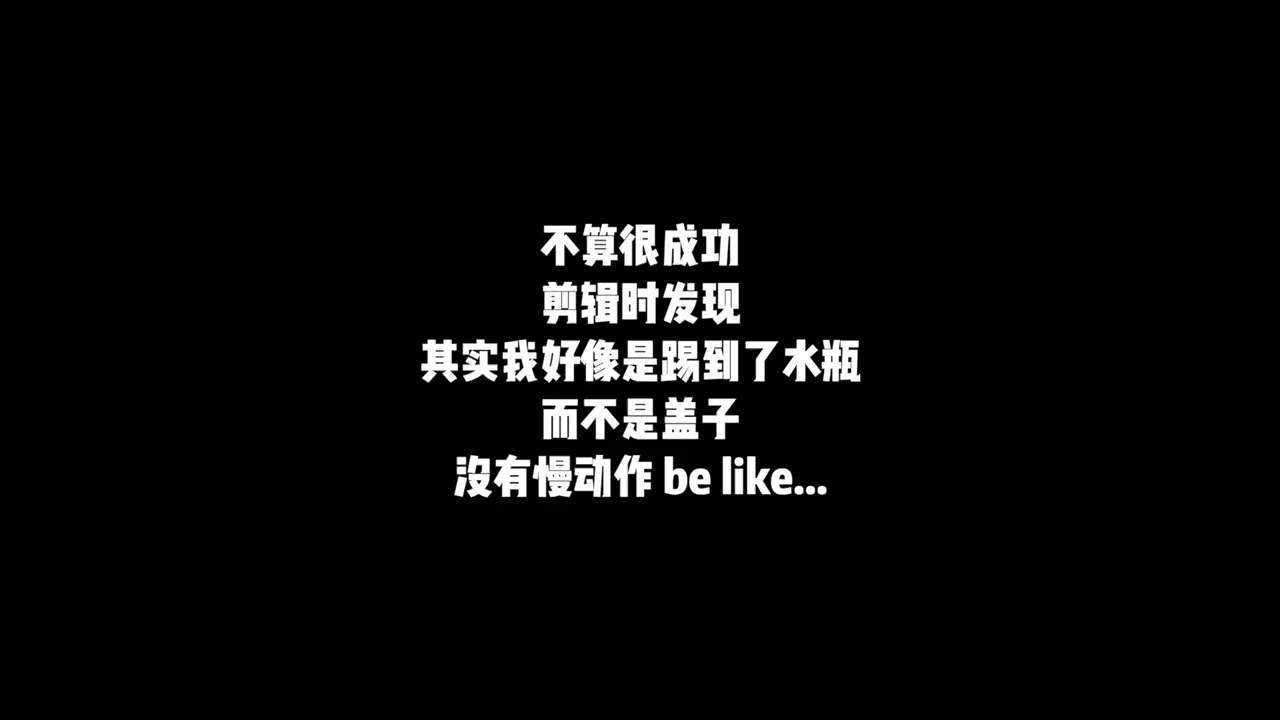 不算很成功
剪辑时发现
其实我好像是踢到了水瓶
而不是盖子
没有慢动作 be like...